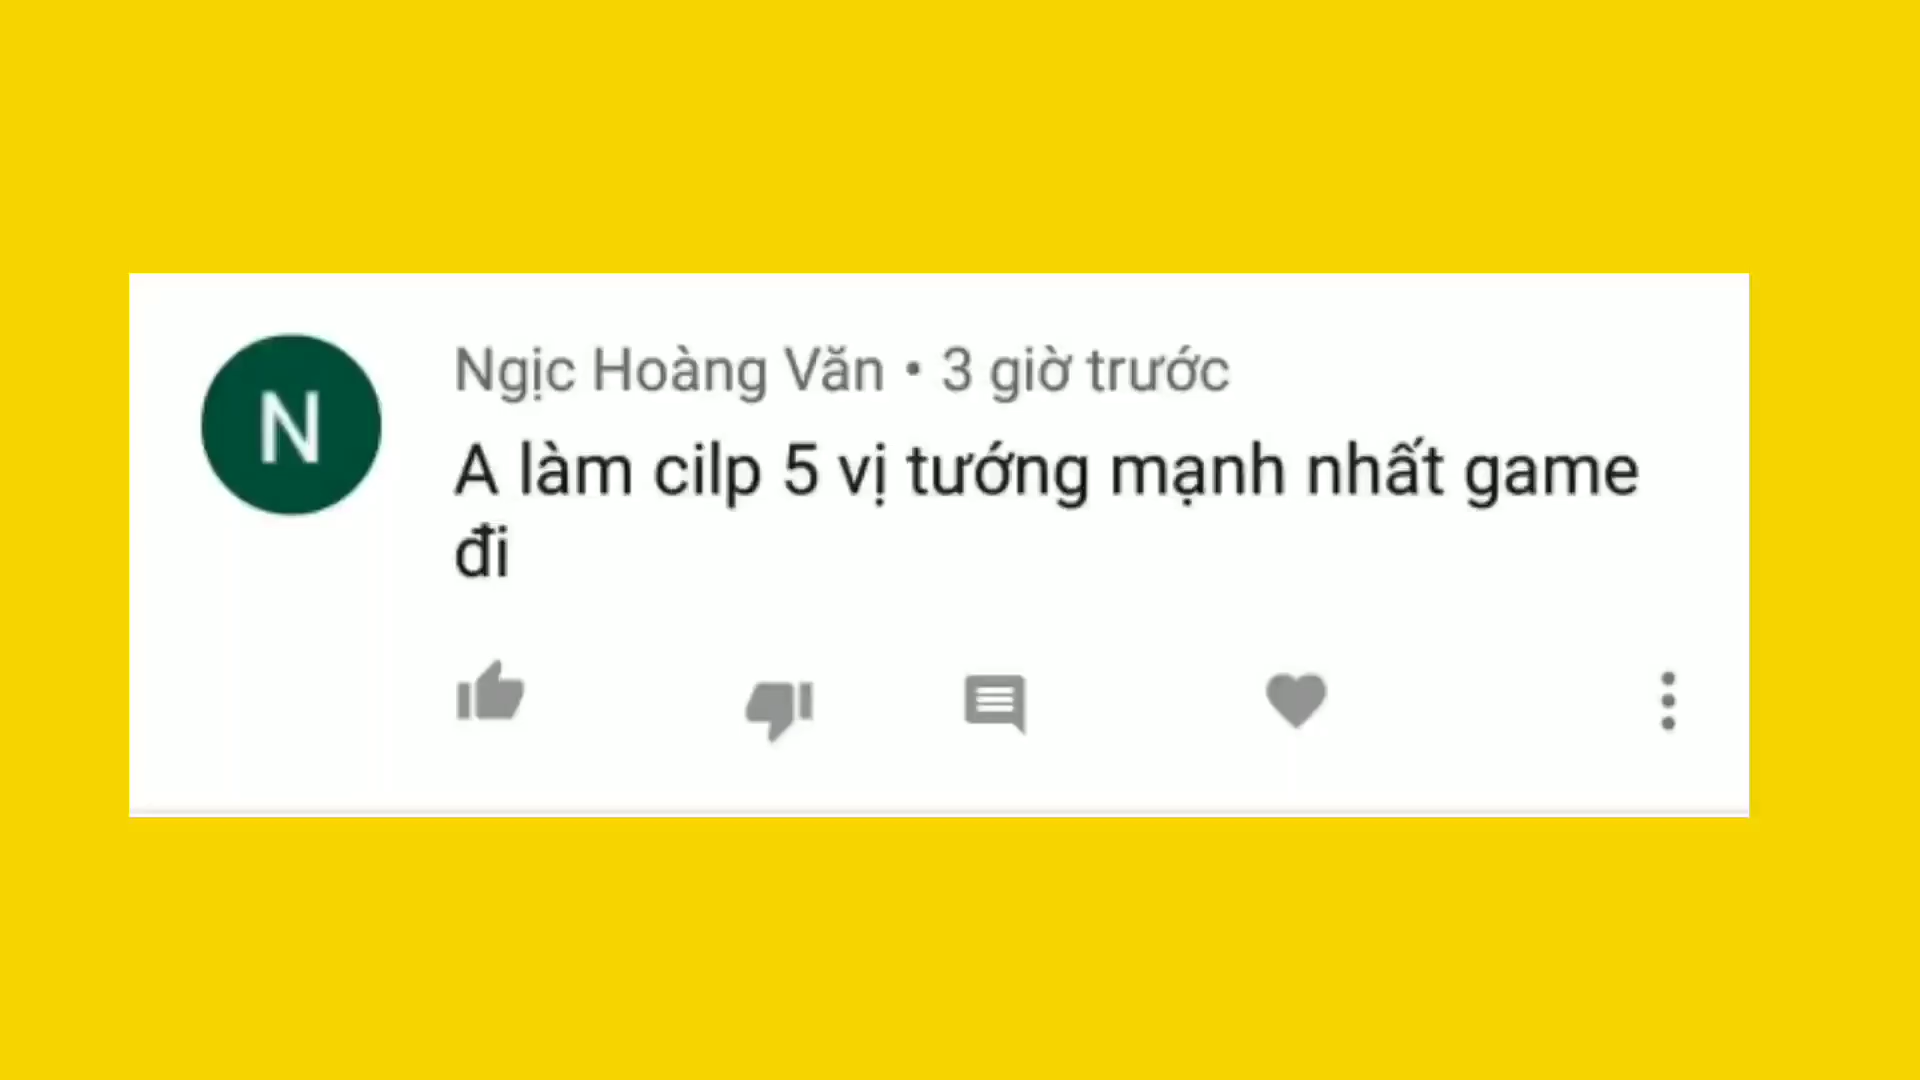 N
Ngịc Hoàng Văn • 3 giờ trước
A làm cilp 5 vị tướng mạnh nhất game
đi